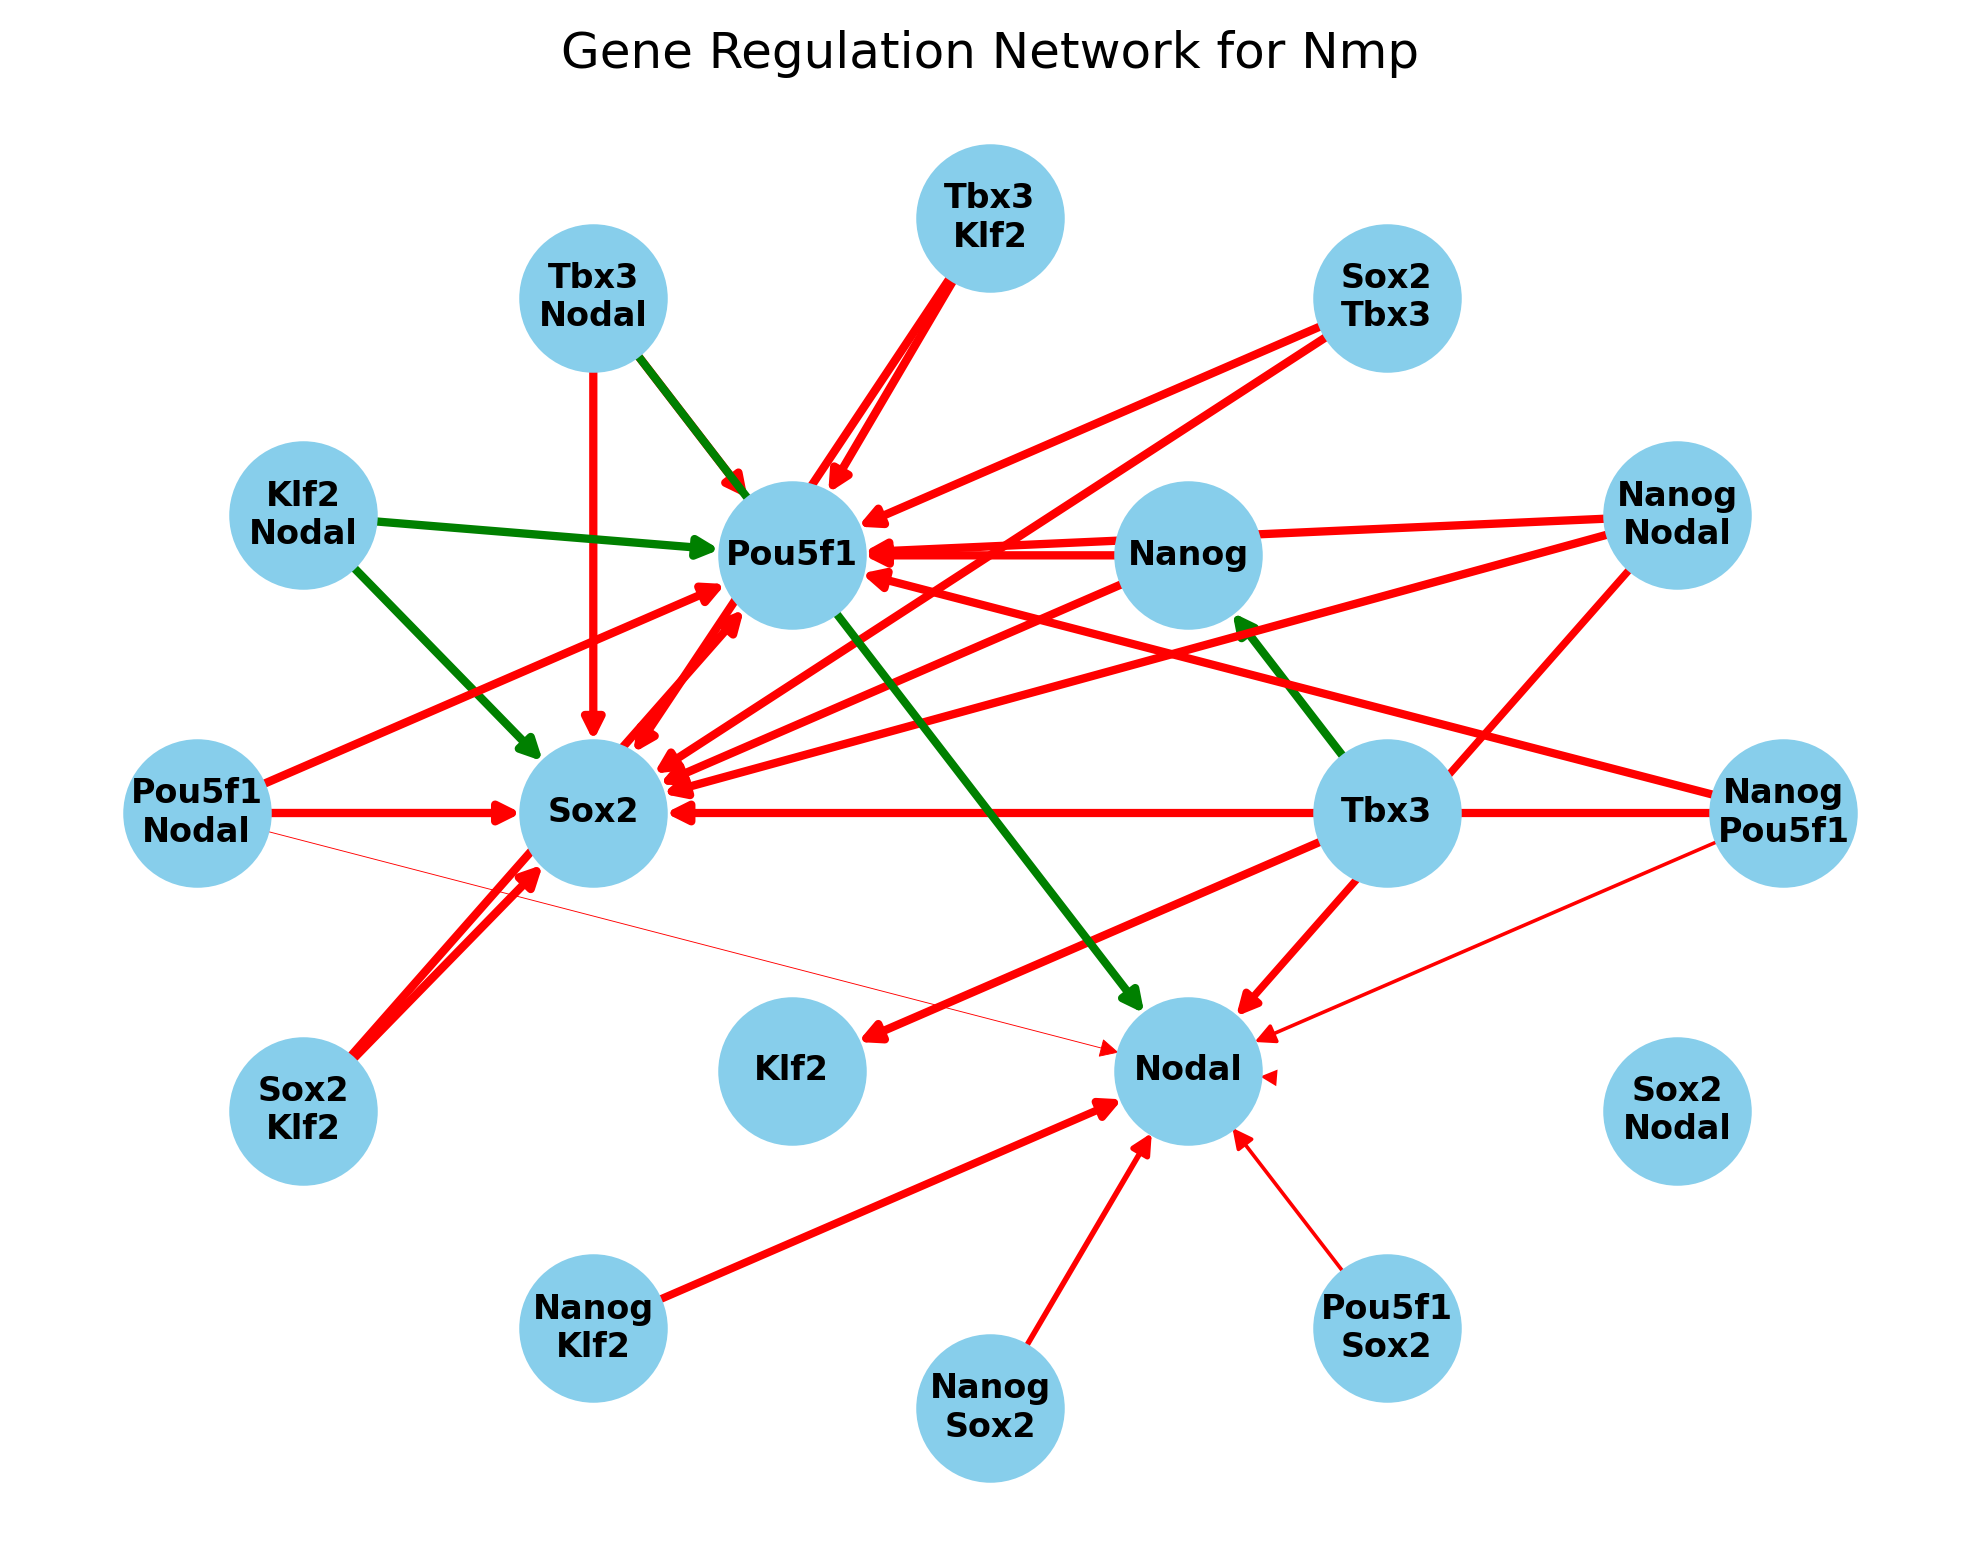 Gene Regulation Network for Nmp
Tbx3
Klf2
Tbx3
Nodal
Sox2
Tbx3
Klf2
Nodal
Nanog
Nodal
Pou5f1
Nanog
Pou5f1
Nodal
Sox2
Tbx3
Nanog
Pou5f1
Klf2
Nodal
Sox2
Klf2
Sox2
Nodal
Nanog
Klf2
Pou5f1
Sox2
Nanog
Sox2